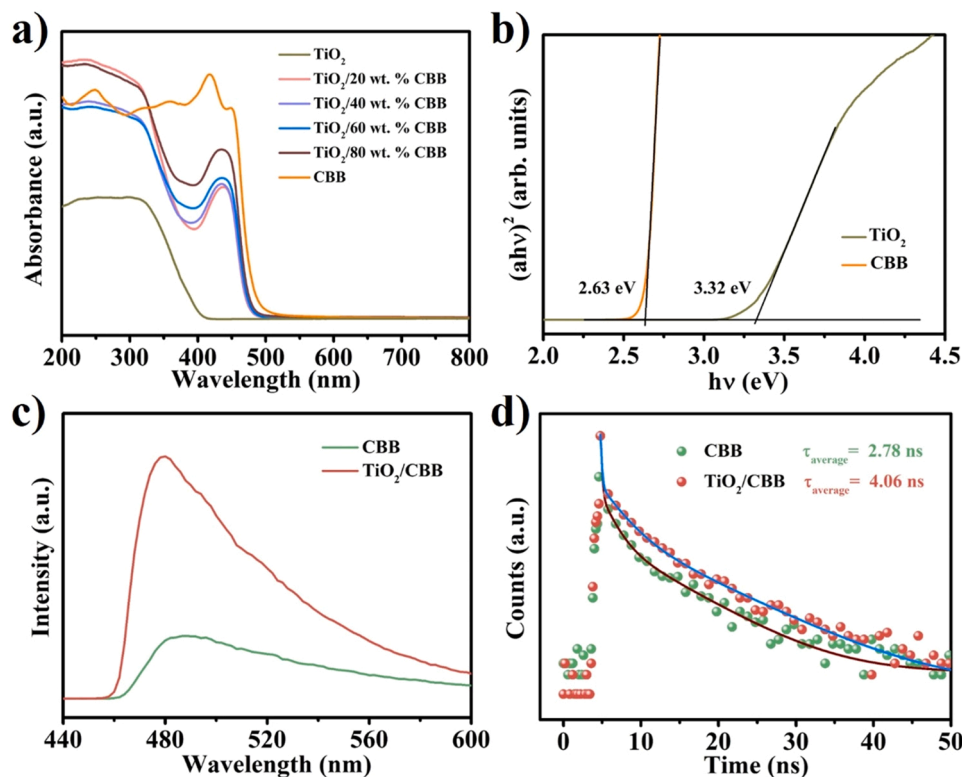 a)
TiO₂
TiO₂/20 wt. % CBB
TiO₂/40 wt. % CBB
TiO₂/60 wt. % CBB
TiO₂/80 wt. % CBB
CBB
Absorbance (a.u.)
200 300 400 500 600 700 800
Wavelength (nm)
b)
(ahν)² (arb. units)
2.63 eV
3.32 eV
TiO₂
CBB
2.0 2.5 3.0 3.5 4.0 4.5
hν (eV)
c)
CBB
TiO₂/CBB
Intensity (a.u.)
440 480 520 560 600
Wavelength (nm)
d)
CBB τaverage= 2.78 ns
TiO₂/CBB τaverage= 4.06 ns
Counts (a.u.)
0 10 20 30 40 50
Time (ns)